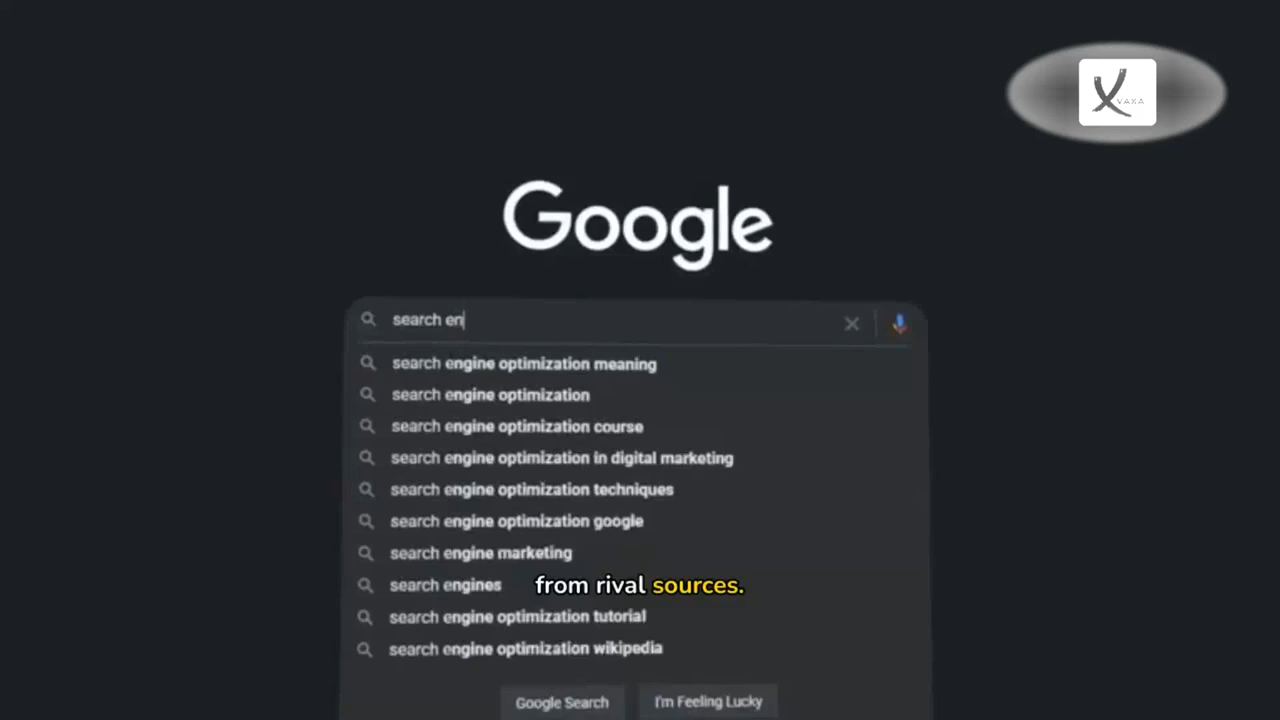 VAXA
Google
search en
search engine optimization meaning
search engine optimization
search engine optimization course
search engine optimization in digital marketing
search engine optimization techniques
search engine optimization google
search engine marketing
search engines
from rival sources.
search engine optimization tutorial
search engine optimization wikipedia
Google Search
I'm Feeling Lucky